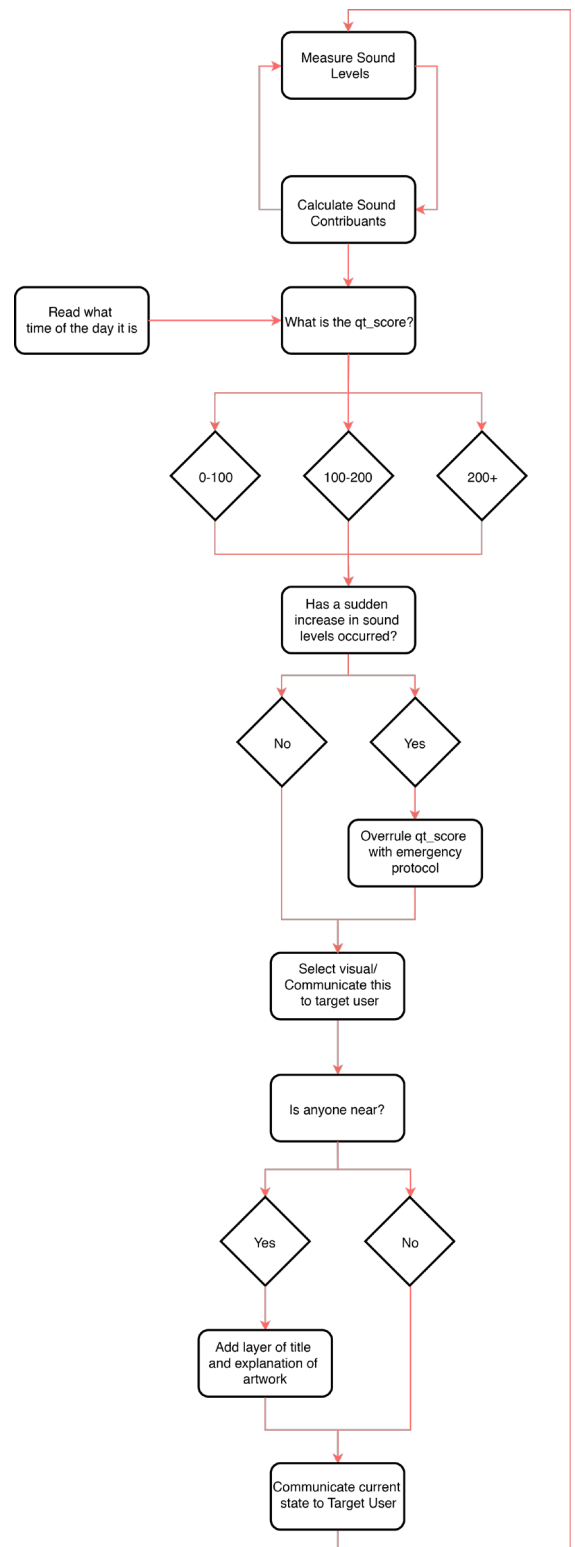 Measure Sound
Levels
Calculate Sound
Contribuants
Read what
time of the day it is
What is the qt_score?
0-100
100-200
200+
Has a sudden
increase in sound
levels occurred?
No
Yes
Overrule qt_score
with emergency
protocol
Select visual/
Communicate this
to target user
Is anyone near?
Yes
No
Add layer of title
and explanation of
artwork
Communicate current
state to Target User